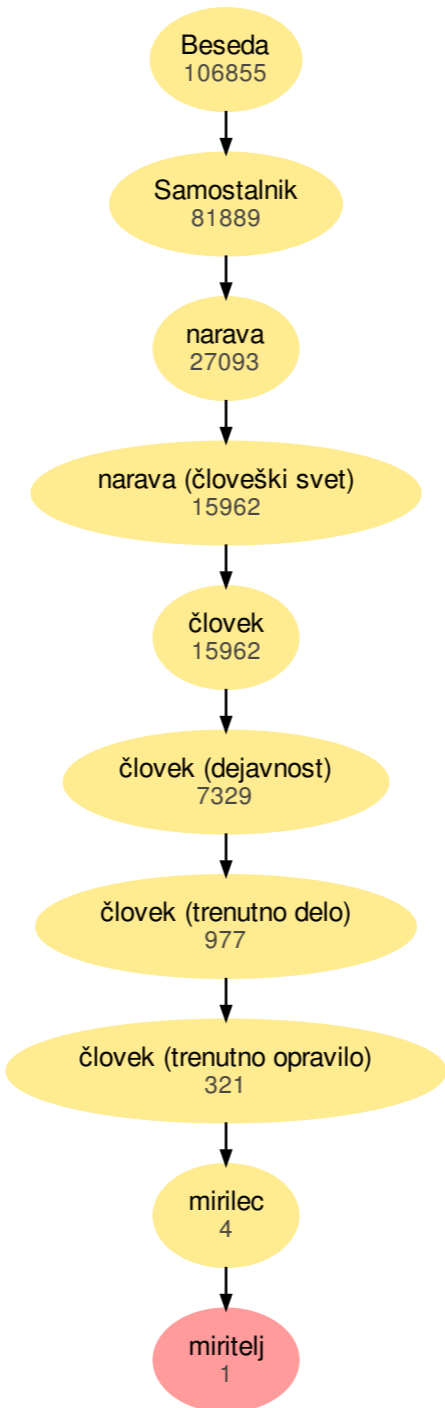 Beseda
106855
Samostalnik
81889
narava
27093
narava (človeški svet)
15962
človek
15962
človek (dejavnost)
7329
človek (trenutno delo)
977
človek (trenutno opravilo)
321
mirilec
4
miritelj
1